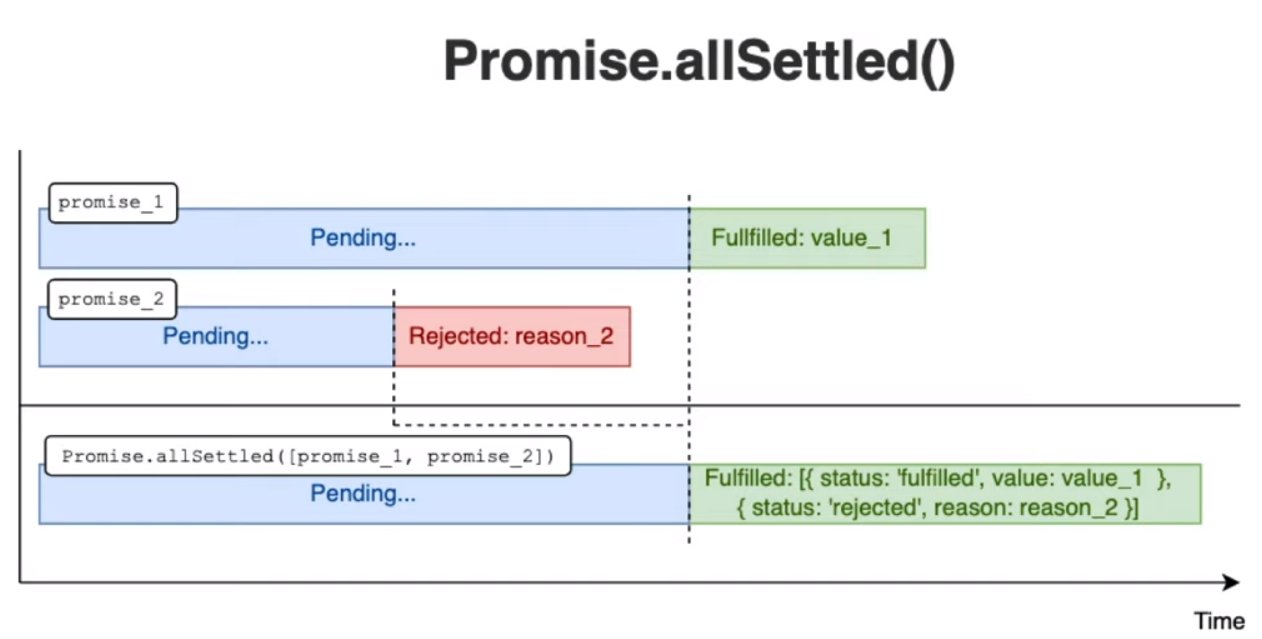 Promise.allSettled()
promise_1
Pending...
Fullfilled: value_1
promise_2
Pending...
Rejected: reason_2
Promise.allSettled([promise_1, promise_2])
Pending...
Fulfilled: [{ status: 'fulfilled', value: value_1 },
{ status: 'rejected', reason: reason_2 }]
Time